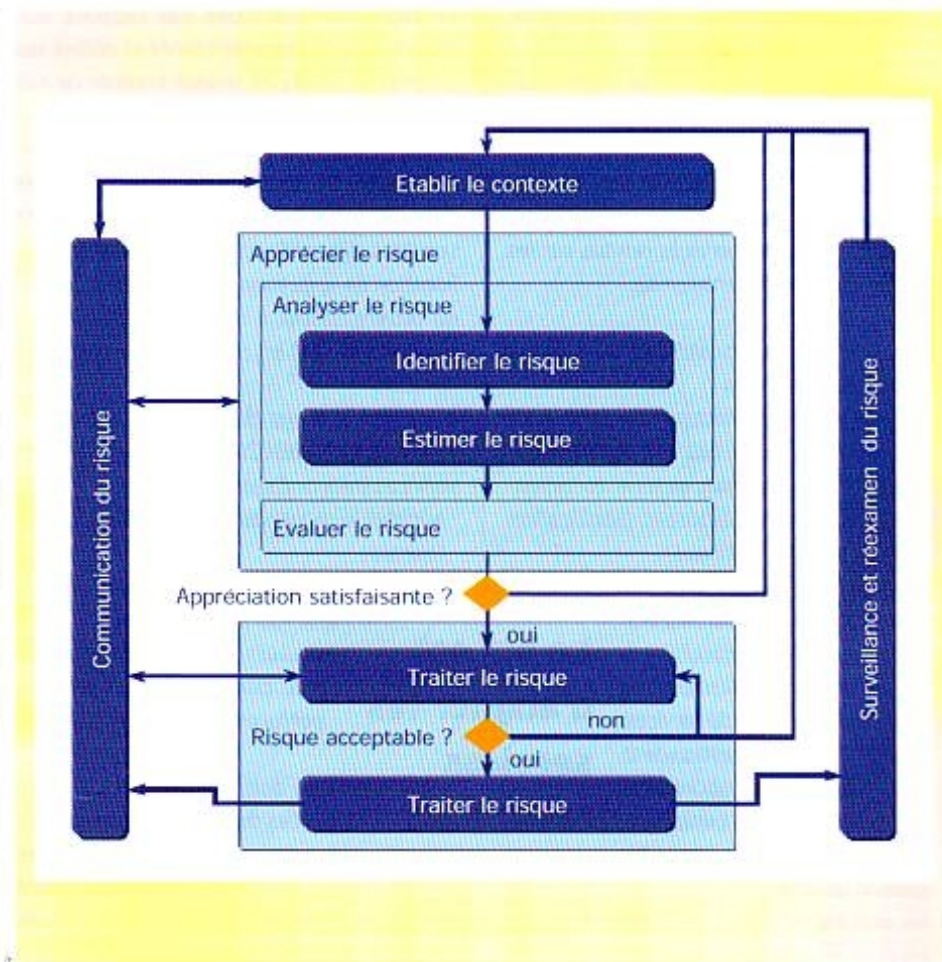 Etablir le contexte
Apprécier le risque
Analyser le risque
Identifier le risque
Estimer le risque
Evaluer le risque
Appréciation satisfaisante ?
oui
Traiter le risque
non
Risque acceptable ?
oui
Traiter le risque
Communication du risque
Surveillance et réexamen du risque